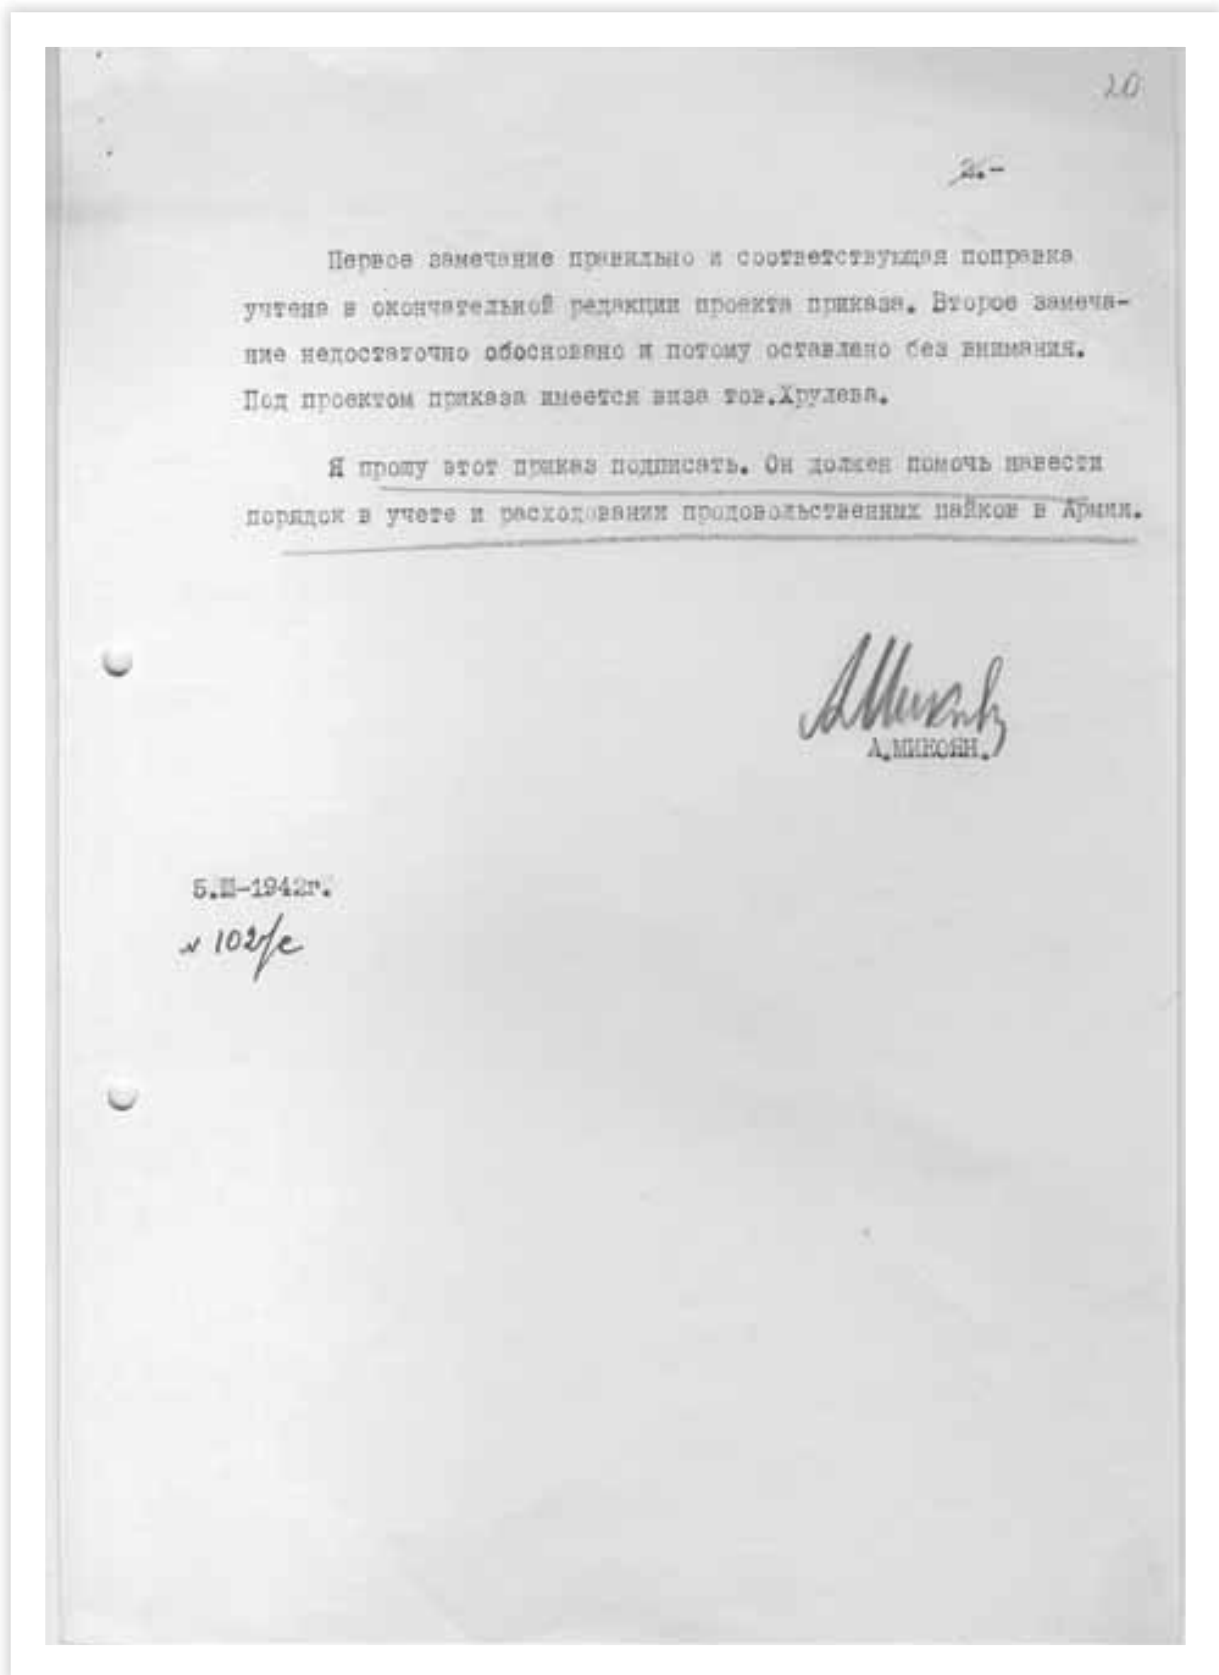 20
2.-
Первое замечание правильно и соответствующая поправка
учтена в окончательной редакции проекта приказа. Второе замеча-
ние недостаточно обосновано и потому оставлено без внимания.
Под проектом приказа имеется виза тов.Хрулева.
Я прошу этот приказ подписать. Он должен помочь навести
порядок в учете и расходовании продовольственных пайков в Армии.
А.МИКОЯН.
5.Ш-1942г.
№ 102/с